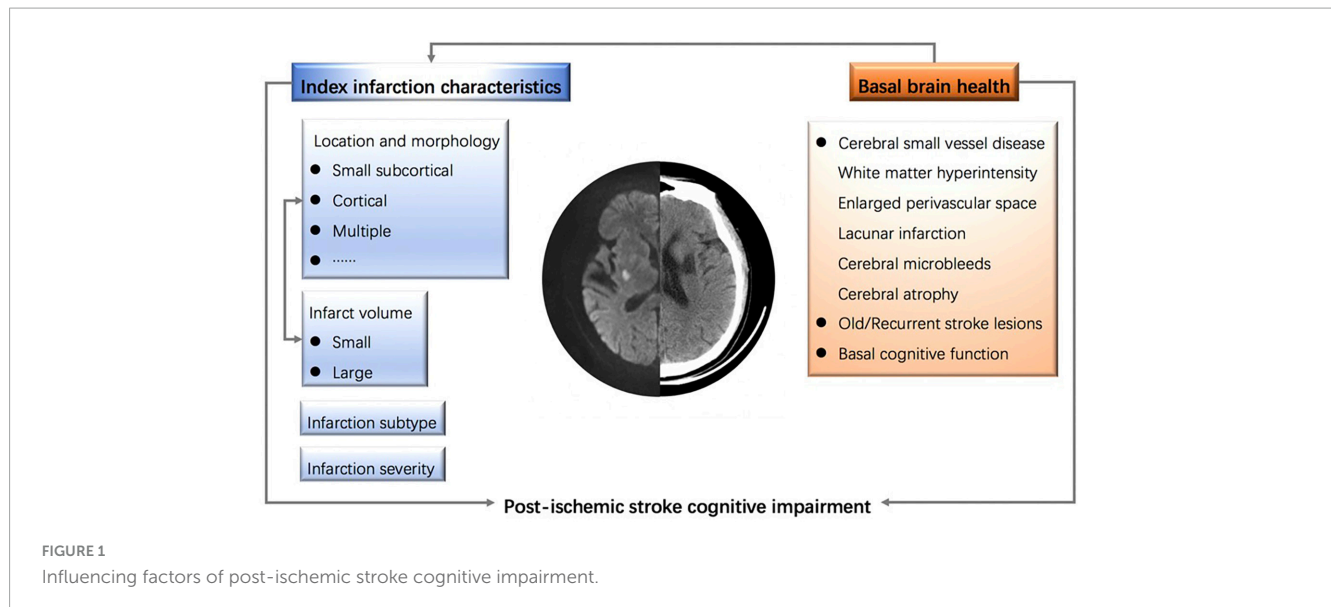 Index infarction characteristics
Location and morphology
● Small subcortical
● Cortical
● Multiple
● ......
Infarct volume
● Small
● Large
Infarction subtype
Infarction severity
Basal brain health
● Cerebral small vessel disease
White matter hyperintensity
Enlarged perivascular space
Lacunar infarction
Cerebral microbleeds
Cerebral atrophy
● Old/Recurrent stroke lesions
● Basal cognitive function
Post-ischemic stroke cognitive impairment
FIGURE 1
Influencing factors of post-ischemic stroke cognitive impairment.